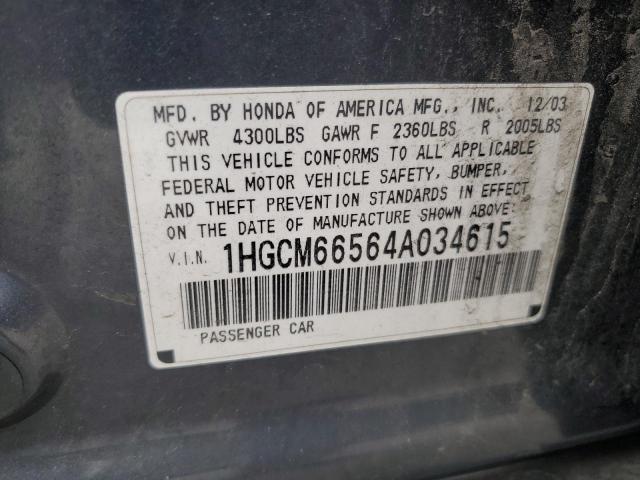 MFD. BY HONDA OF AMERICA MFG., INC. 12/03
GVWR 4300LBS GAWR F 2360LBS R 2005LBS
THIS VEHICLE CONFORMS TO ALL APPLICABLE
FEDERAL MOTOR VEHICLE SAFETY, BUMPER,
AND THEFT PREVENTION STANDARDS IN EFFECT
ON THE DATE OF MANUFACTURE SHOWN ABOVE.
V.I.N. 1HGCM66564A034615
PASSENGER CAR